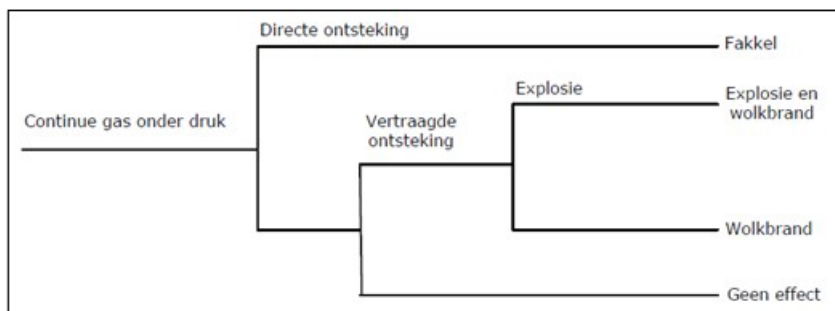 Directe ontsteking
Fakkel
Explosie
Explosie en
wolkbrand
Continue gas onder druk
Vertraagde
ontsteking
Wolkbrand
Geen effect